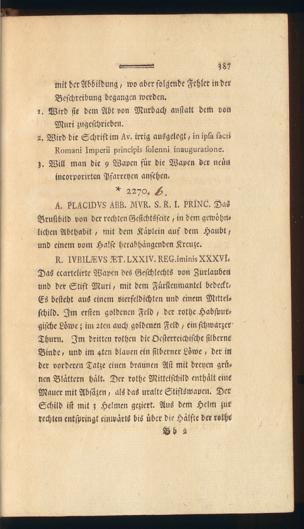 387
mit der Abbildung, wo aber folgende Fehler in der
Beschreibung begangen werden.
1. Wird sie dem Abt von Murbach anstatt dem von
Muri zugeschrieben.
2. Wird die Schrift im Av. irrig ausgelegt, in ipsa sacri
Romani Imperii principis solenni inauguratione.
3. Will man die 9 Wapen für die Wapen der neün
incorporirten Pfarreyen ansehen.
* 2270. 6.
A. PLACIDVS ABB. MVR. S. R. I. PRINC. Das
Brustbild von der rechten Gesichtseite, in dem gewöhn-
lichen Abthabit, mit dem Käplein auf dem Haubt,
und einem vom Halse herabhängenden Kreuze.
R. IVBILÆVS ÆT. LXXIV. REG.iminis XXXVI.
Das ecartelirte Wapen des Geschlechts von Zurlauben
und der Stift Muri, mit dem Fürstenmantel bedeckt.
Es besteht aus einem vierfeldichten und einem Mittel-
schild. Im ersten goldenen Feld, der rothe Habspur-
gische Löwe; im 2ten auch goldenen Feld, ein schwarzer
Thurn. Im dritten rothen die Oesterreichische silberne
Binde, und im 4ten blauen ein silberner Löwe, der in
der vorderen Tatze einen braunen Ast mit dreyen grü-
nen Blättern hält. Der rothe Mittelschild enthält eine
Mauer mit Absäzen, als das uralte Stiftswapen. Der
Schild ist mit 3 Helmen geziert. Aus dem Helm zur
rechten entspringt einwärts bis über die Hälfte der rothe
Bb 2